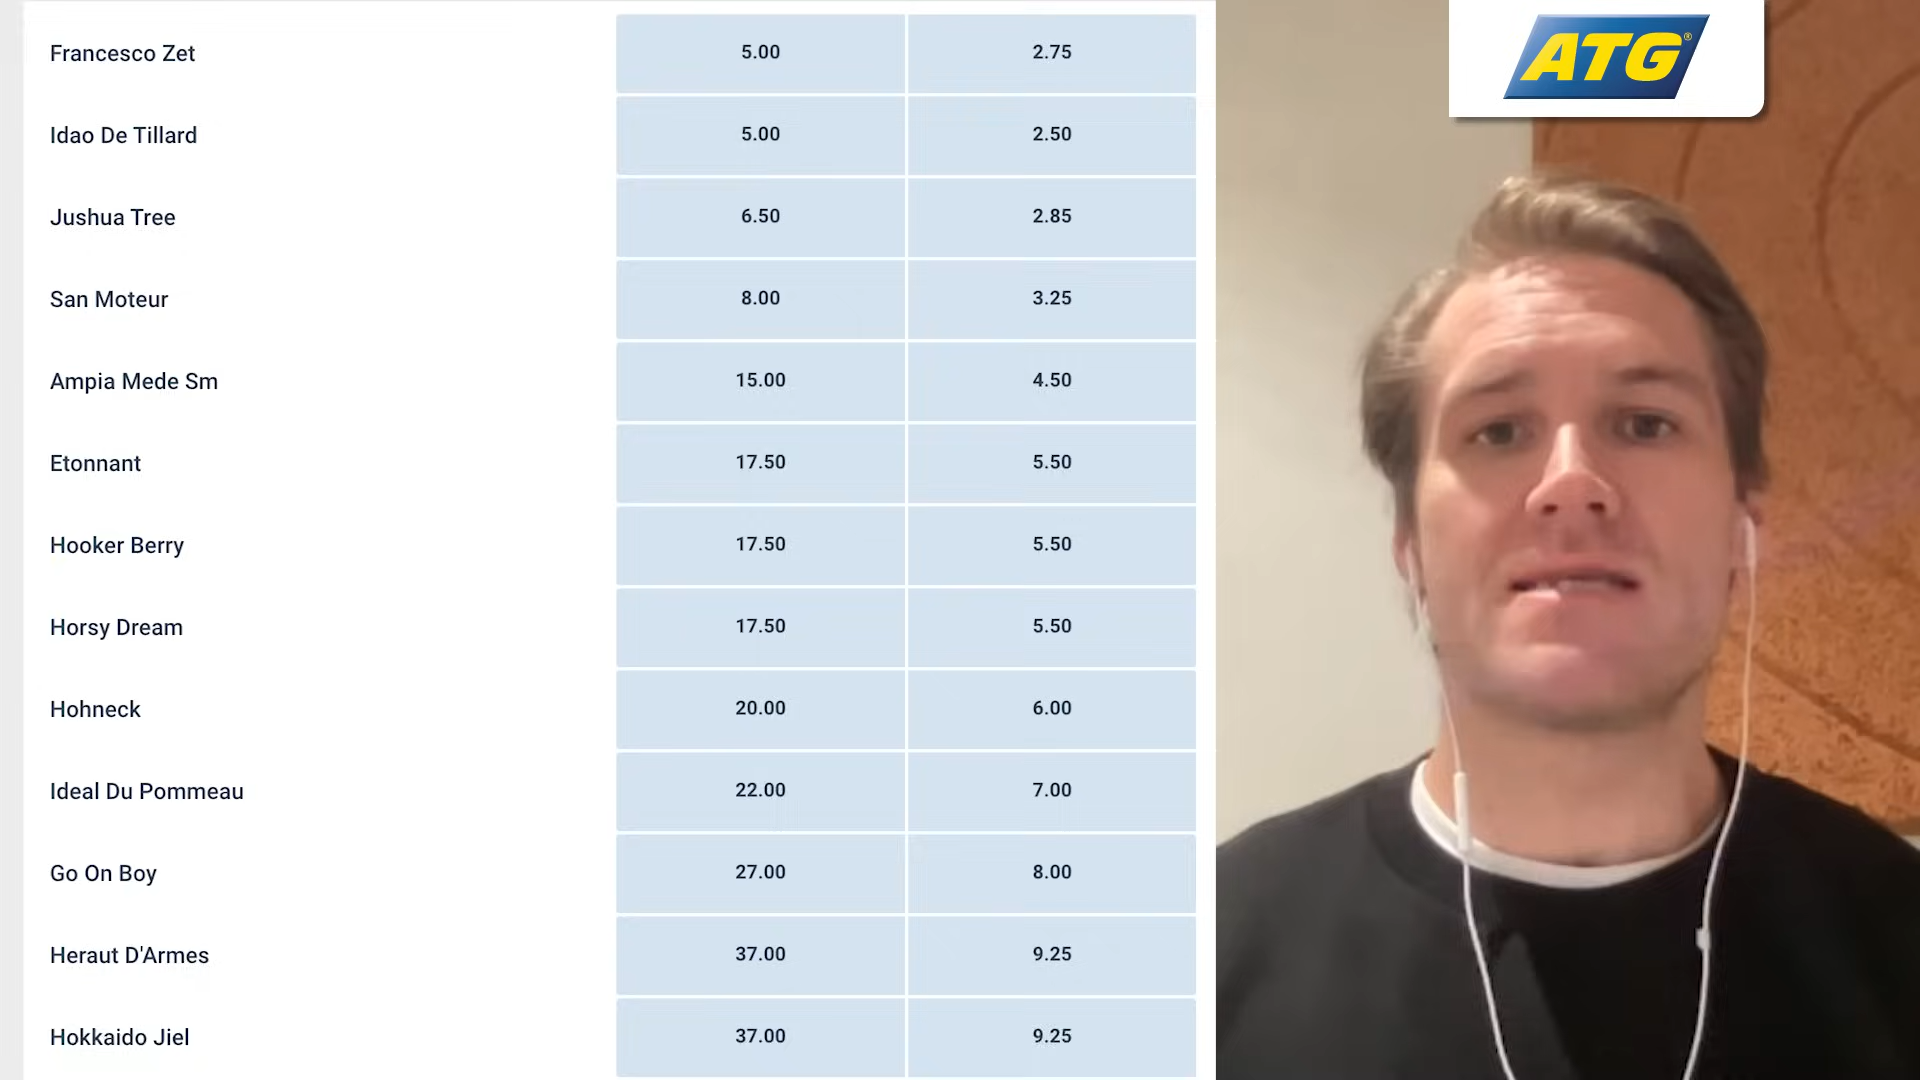 Francesco Zet 5.00 2.75
Idao De Tillard 5.00 2.50
Jushua Tree 6.50 2.85
San Moteur 8.00 3.25
Ampia Mede Sm 15.00 4.50
Etonnant 17.50 5.50
Hooker Berry 17.50 5.50
Horsy Dream 17.50 5.50
Hohneck 20.00 6.00
Ideal Du Pommeau 22.00 7.00
Go On Boy 27.00 8.00
Heraut D'Armes 37.00 9.25
Hokkaido Jiel 37.00 9.25
ATG®